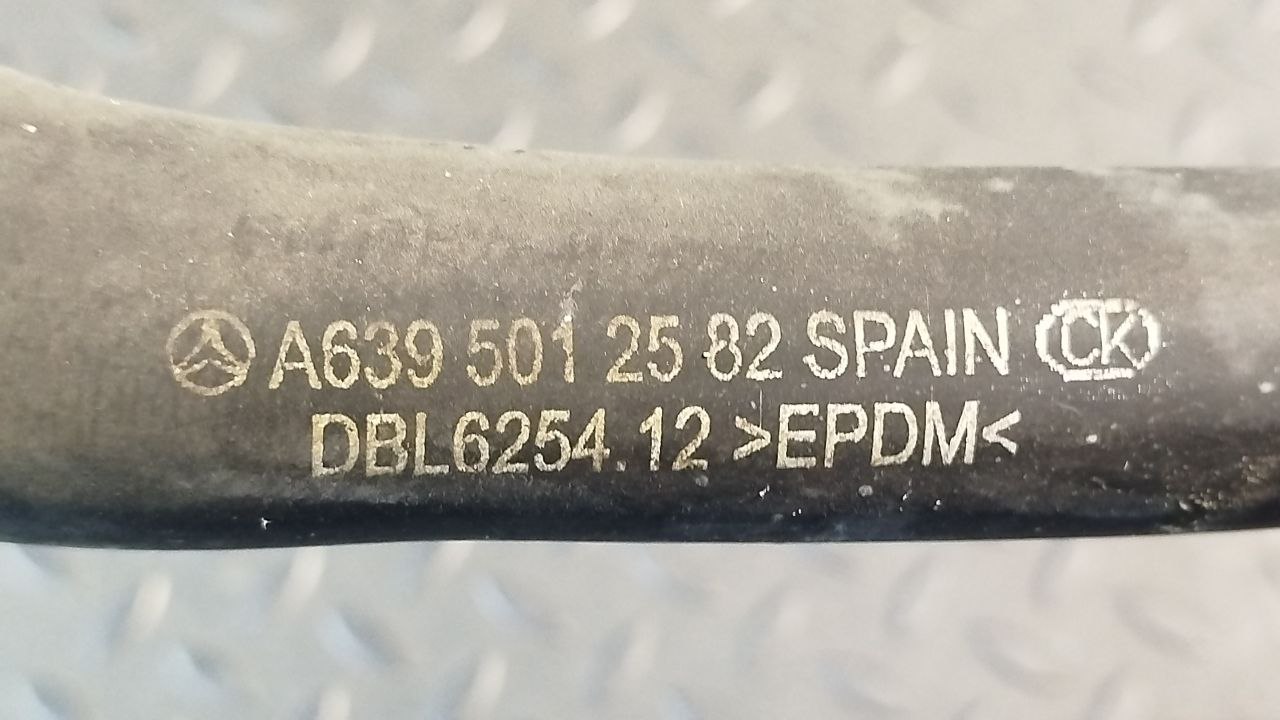 A639 501 25 82 SPAIN CK
DBL6254.12 >EPDM<